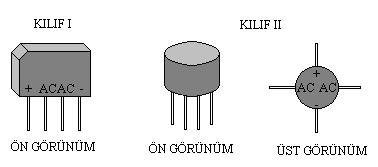 KILIF I
KILIF II
+ ACAC -
+
AC AC
-
ÖN GÖRÜNÜM
ÖN GÖRÜNÜM
ÜST GÖRÜNÜM